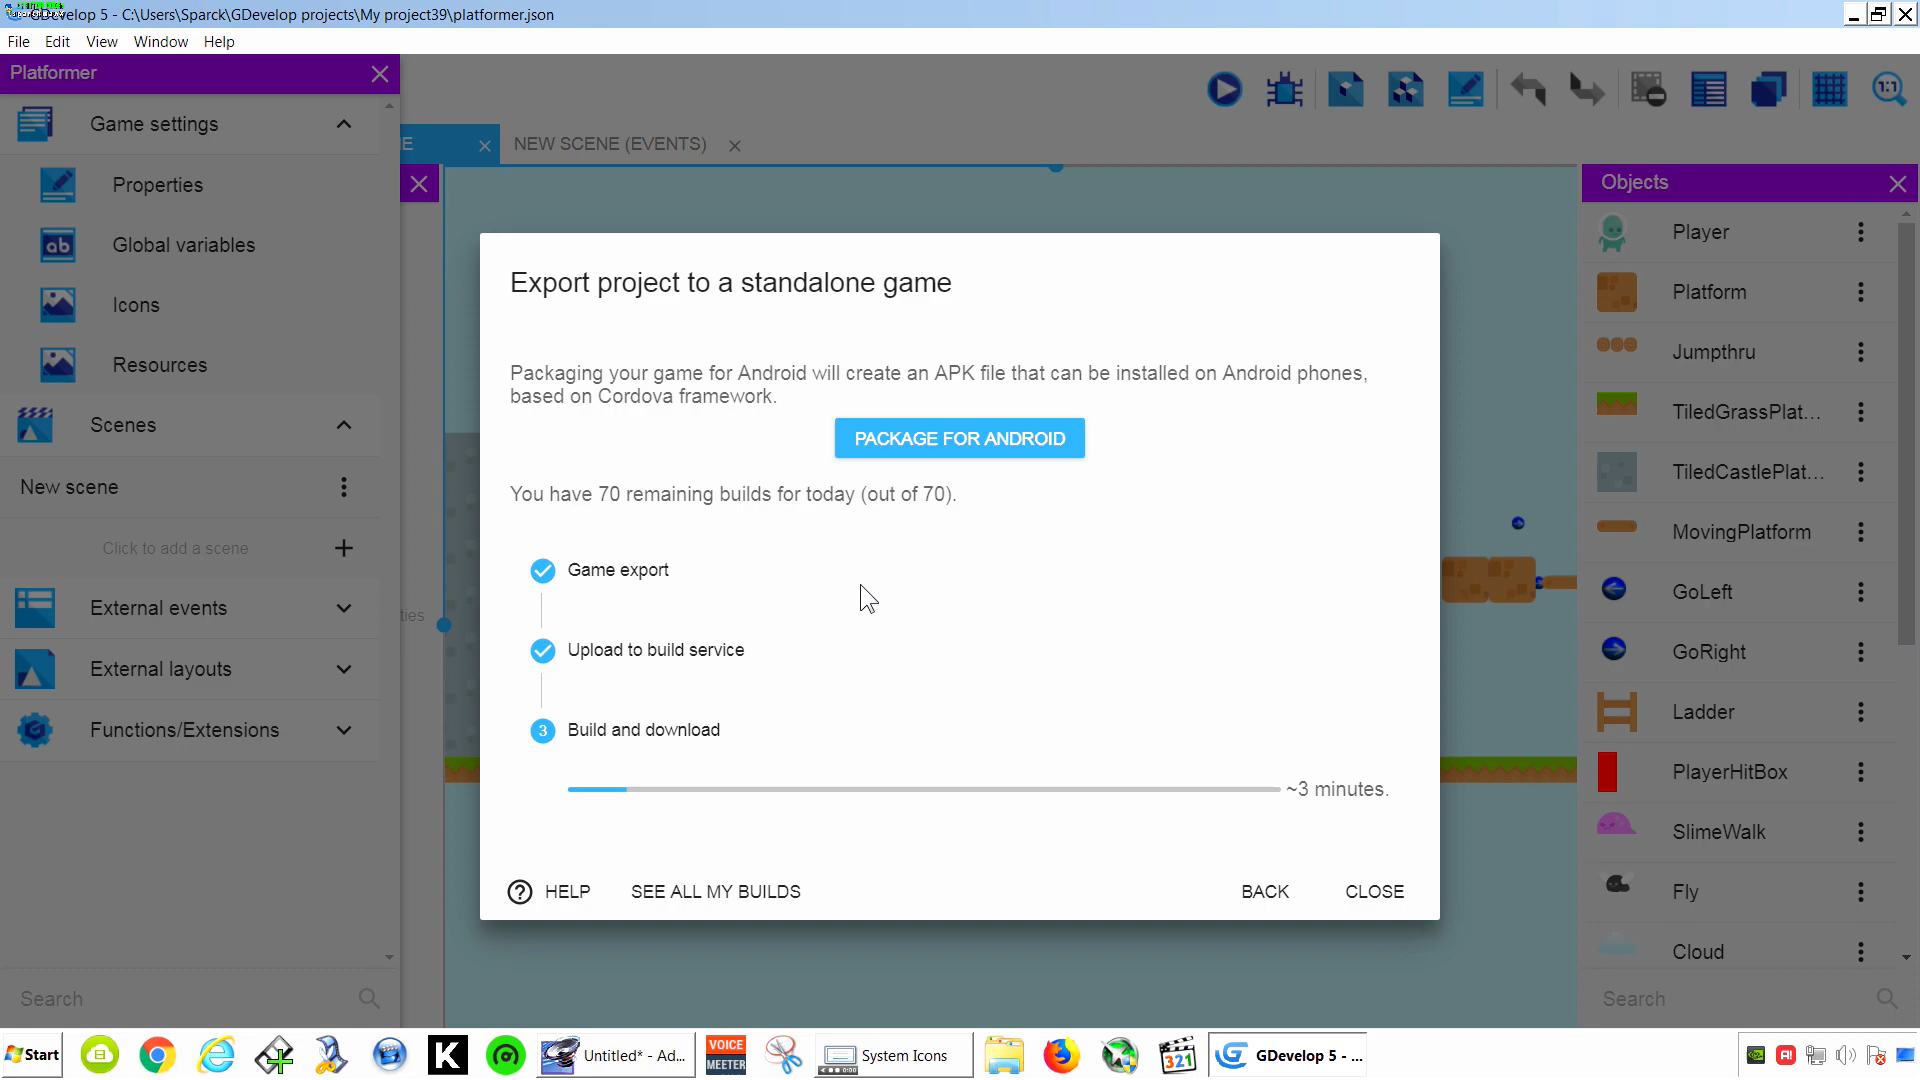 GDevelop 5 - C:\Users\Sparck\GDevelop projects\My project39\platformer.json
File Edit View Window Help
Platformer
Game settings
Properties
Global variables
Icons
Resources
Scenes
New scene
Click to add a scene
External events
External layouts
Functions/Extensions
Search
E
NEW SCENE (EVENTS)
1:1
ties
Export project to a standalone game
Packaging your game for Android will create an APK file that can be installed on Android phones,
based on Cordova framework.
PACKAGE FOR ANDROID
You have 70 remaining builds for today (out of 70).
Game export
Upload to build service
3 Build and download
~3 minutes.
HELP SEE ALL MY BUILDS BACK CLOSE
Objects
Player
Platform
Jumpthru
TiledGrassPlat...
TiledCastlePlat...
MovingPlatform
GoLeft
GoRight
Ladder
PlayerHitBox
SlimeWalk
Fly
Cloud
Search
Start K Untitled* - Ad... VOICE MEETER System Icons 321 GDevelop 5 - ...